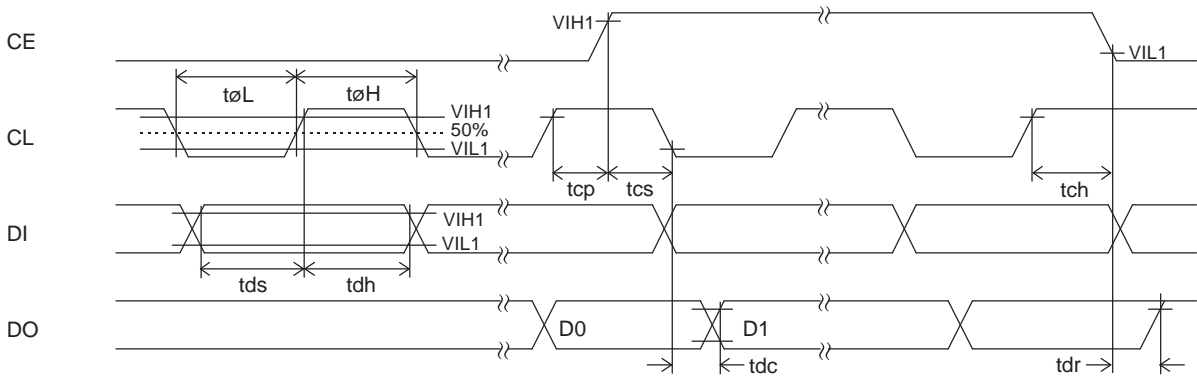 CE
VIH1
VIL1
tøL
tøH
CL
VIH1
50%
VIL1
tcp
tcs
tch
DI
VIH1
VIL1
tds
tdh
DO
D0
D1
tdc
tdr